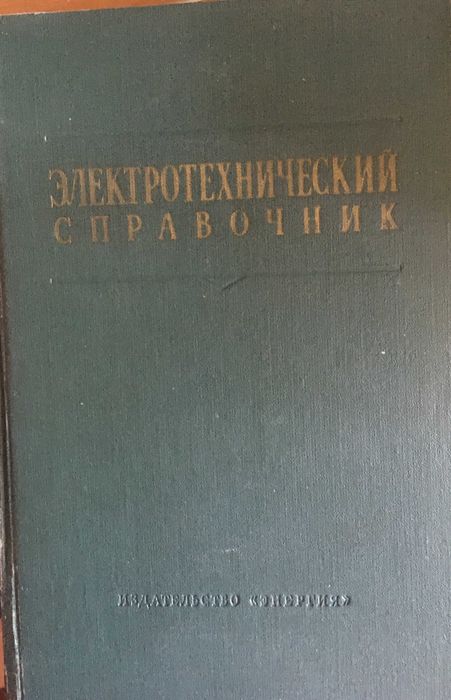 ЭЛЕКТРОТЕХНИЧЕСКИЙ
СПРАВОЧНИК
ИЗДАТЕЛЬСТВО «ЭНЕРГИЯ»